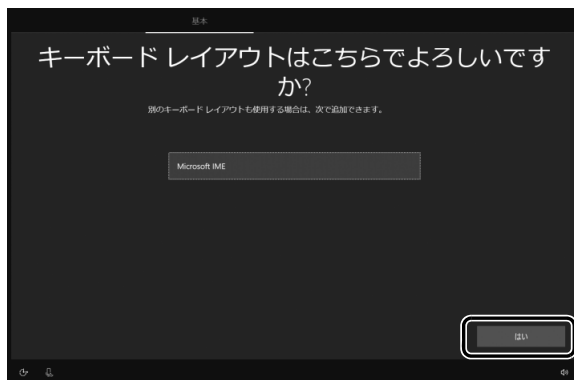 基本
キーボード レイアウトはこちらでよろしいです
か?
別のキーボード レイアウトも使用する場合は、次で追加できます。
Microsoft IME
はい